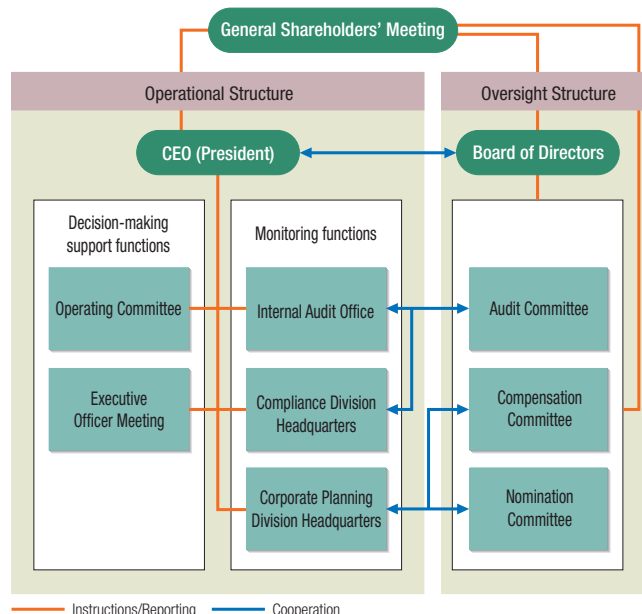 General Shareholders' Meeting
Operational Structure
Oversight Structure
CEO (President)
Board of Directors
Decision-making
support functions
Monitoring functions
Operating Committee
Internal Audit Office
Audit Committee
Executive
Officer Meeting
Compliance Division
Headquarters
Compensation
Committee
Corporate Planning
Division Headquarters
Nomination
Committee
Instructions/Reporting
Cooperation